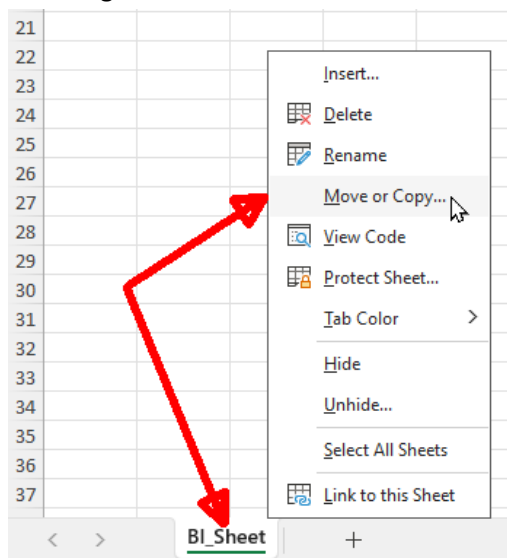 21
22
23
24
25
26
27
28
29
30
31
32
33
34
35
36
37
Insert...
Delete
Rename
Move or Copy...
View Code
Protect Sheet...
Tab Color >
Hide
Unhide...
Select All Sheets
Link to this Sheet
< > BI_Sheet +